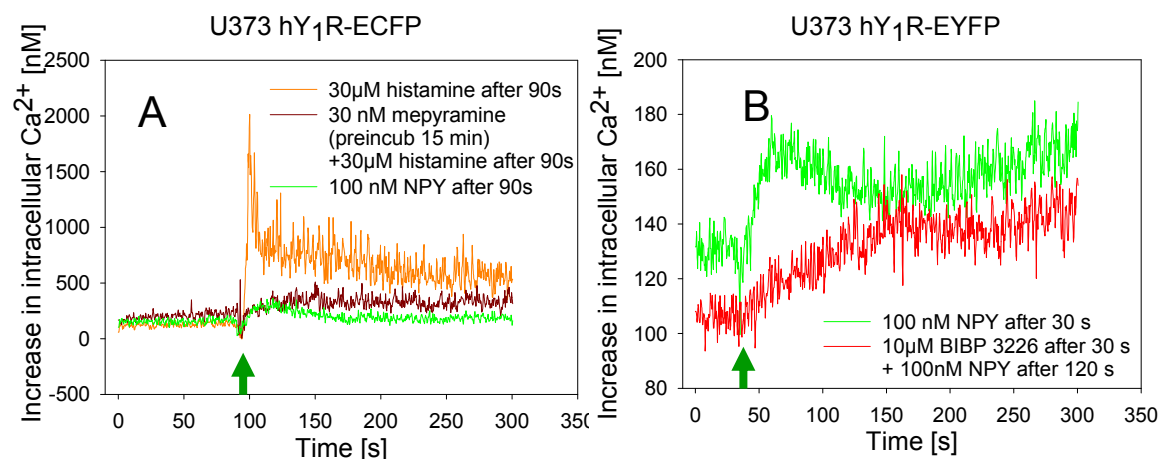 U373 hY1R-ECFP
Increase in intracellular Ca2+ [nM]
2500
2000
1500
1000
500
0
-500
A
30µM histamine after 90s
30 nM mepyramine
(preincub 15 min)
+30µM histamine after 90s
100 nM NPY after 90s
0 50 100 150 200 250 300 350
Time [s]
U373 hY1R-EYFP
Increase in intracellular Ca2+ [nM]
200
180
160
140
120
100
80
B
100 nM NPY after 30 s
10µM BIBP 3226 after 30 s
+ 100nM NPY after 120 s
0 50 100 150 200 250 300 350
Time [s]